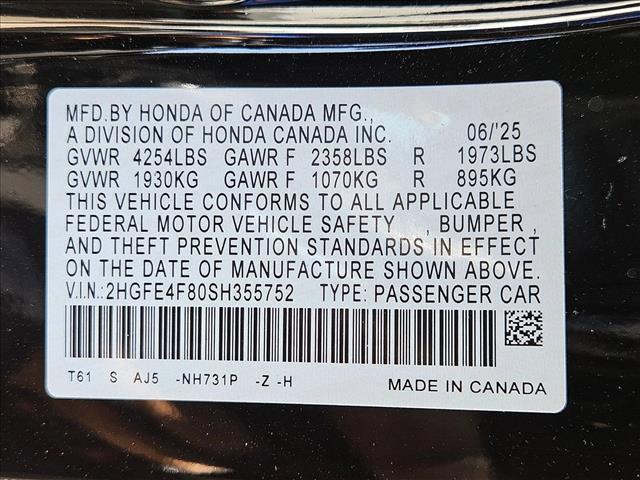 MFD.BY HONDA OF CANADA MFG.,
A DIVISION OF HONDA CANADA INC. 06/'25
GVWR 4254LBS GAWR F 2358LBS R 1973LBS
GVWR 1930KG GAWR F 1070KG R 895KG
THIS VEHICLE CONFORMS TO ALL APPLICABLE
FEDERAL MOTOR VEHICLE SAFETY , BUMPER ,
AND THEFT PREVENTION STANDARDS IN EFFECT
ON THE DATE OF MANUFACTURE SHOWN ABOVE.
V.I.N.:2HGFE4F80SH355752 TYPE: PASSENGER CAR
T61 S AJ5 -NH731P -Z -H
MADE IN CANADA